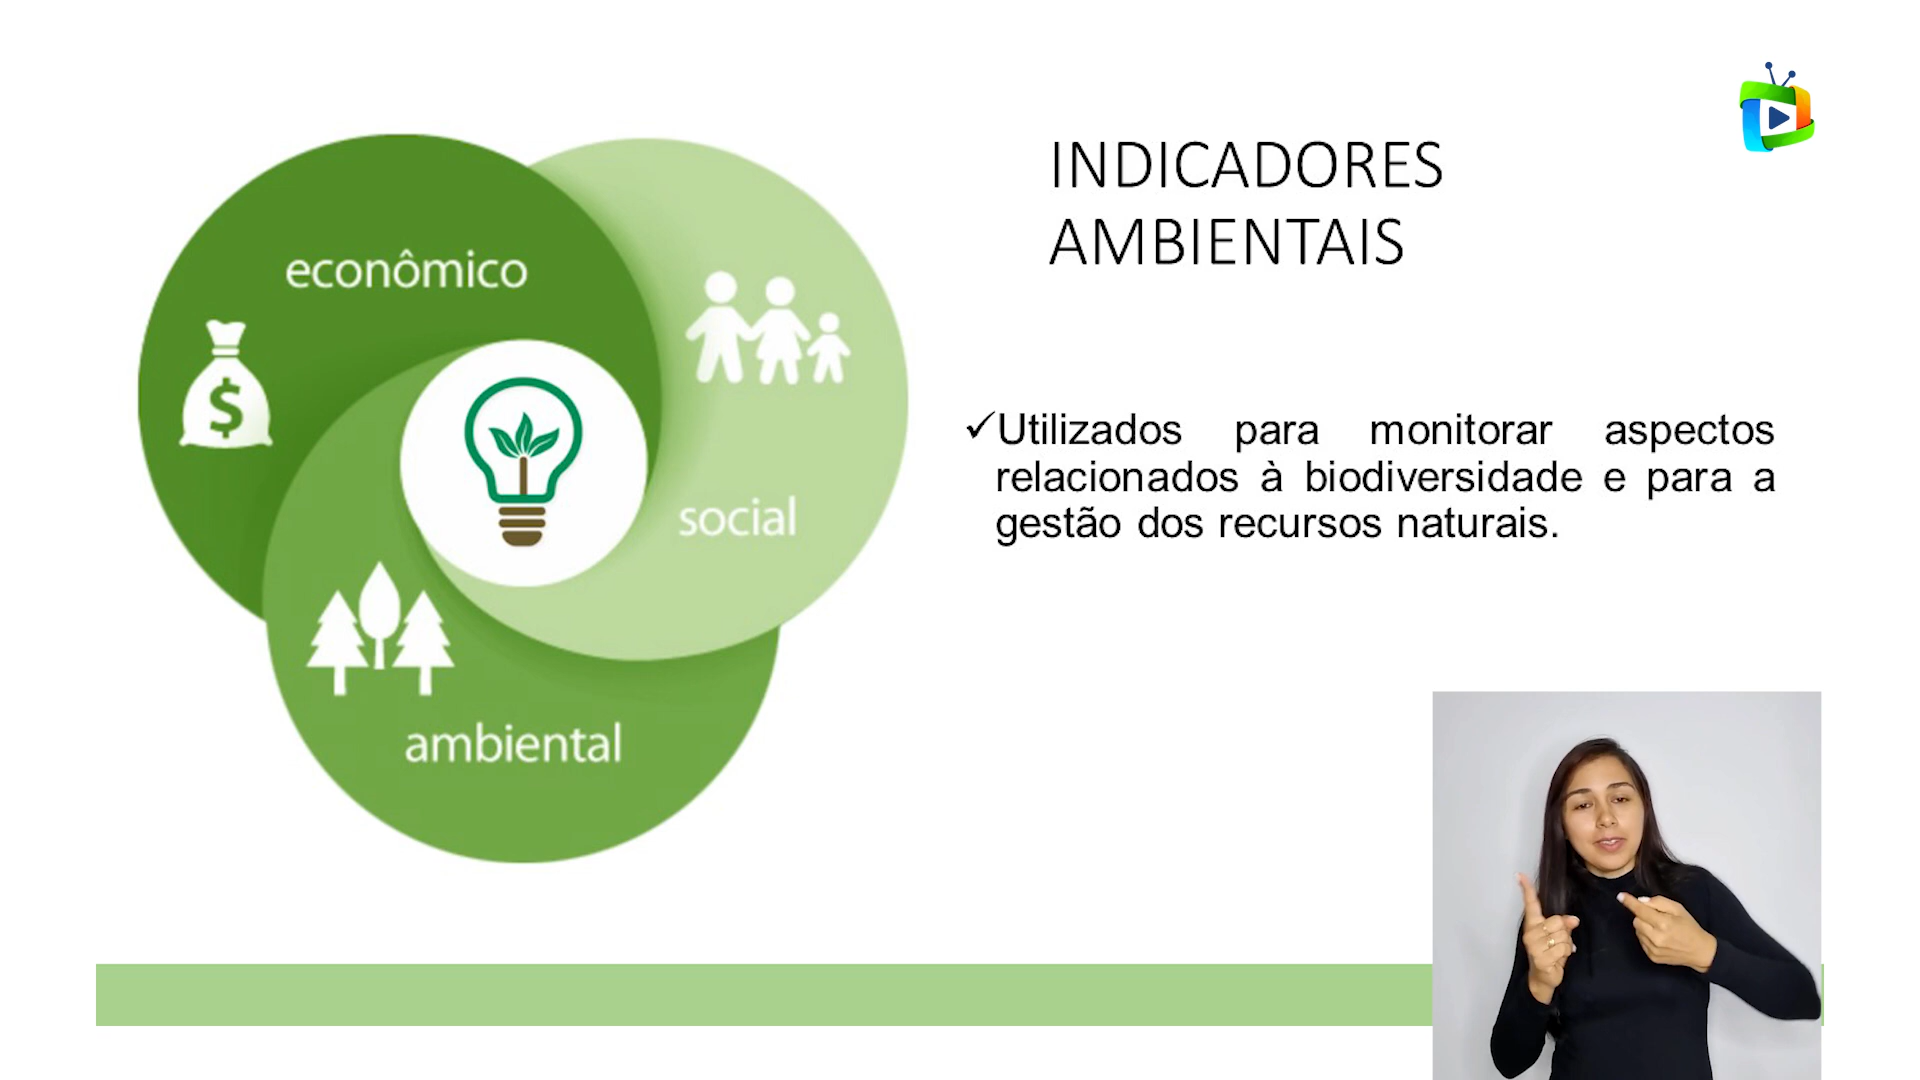 INDICADORES
AMBIENTAIS
econômico
$
social
ambiental
✓Utilizados para monitorar aspectos
relacionados à biodiversidade e para a
gestão dos recursos naturais.